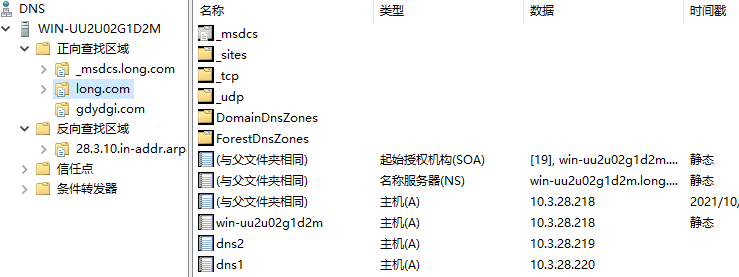 DNS
WIN-UU2U02G1D2M
正向查找区域
_msdcs.long.com
long.com
gdydgi.com
反向查找区域
28.3.10.in-addr.arpa
信任点
条件转发器
名称 类型 数据 时间戳
_msdcs
_sites
_tcp
_udp
DomainDnsZones
ForestDnsZones
(与父文件夹相同) 起始授权机构(SOA) [19], win-uu2u02g1d2m.... 静态
(与父文件夹相同) 名称服务器(NS) win-uu2u02g1d2m.long.... 静态
(与父文件夹相同) 主机(A) 10.3.28.218 2021/10/
win-uu2u02g1d2m 主机(A) 10.3.28.218 静态
dns2 主机(A) 10.3.28.219
dns1 主机(A) 10.3.28.220